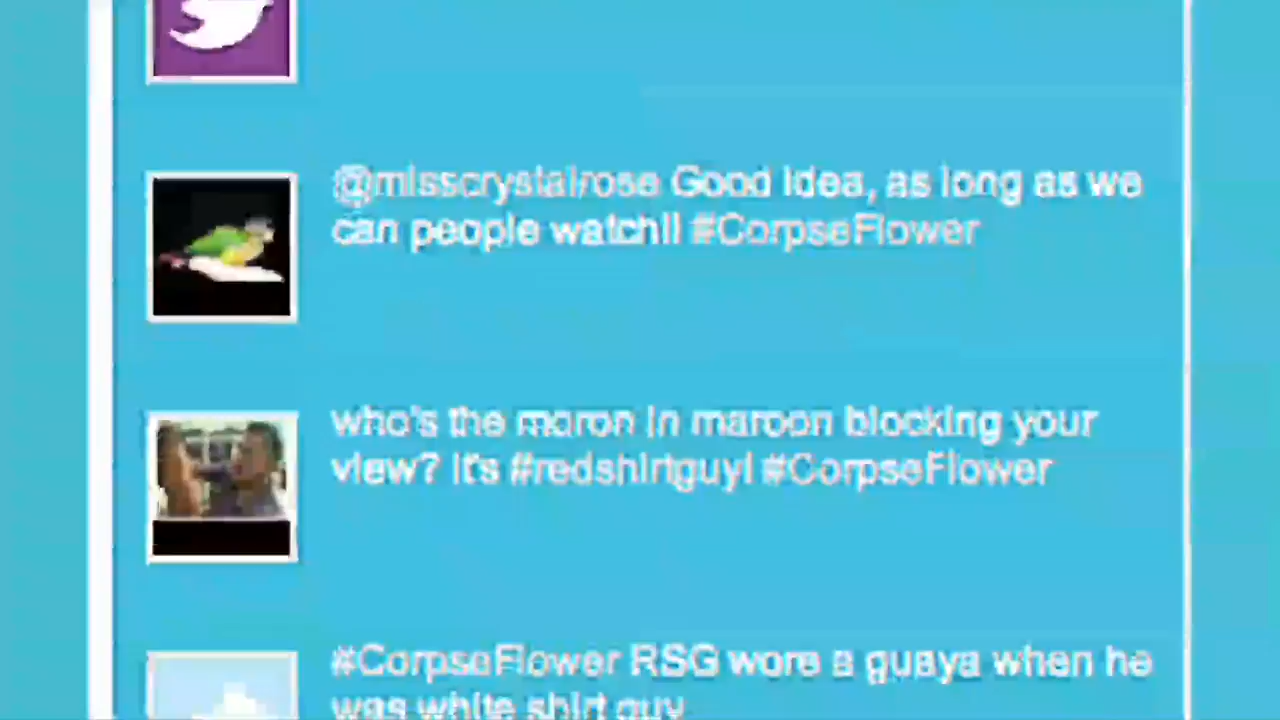 @misscrystalrose Good idea, as long as we
can people watch!! #CorpseFlower
who's the moron in maroon blocking your
view? It's #redshirtguy! #CorpseFlower
#CorpseFlower RSG wore a guaya when he
was white shirt guy